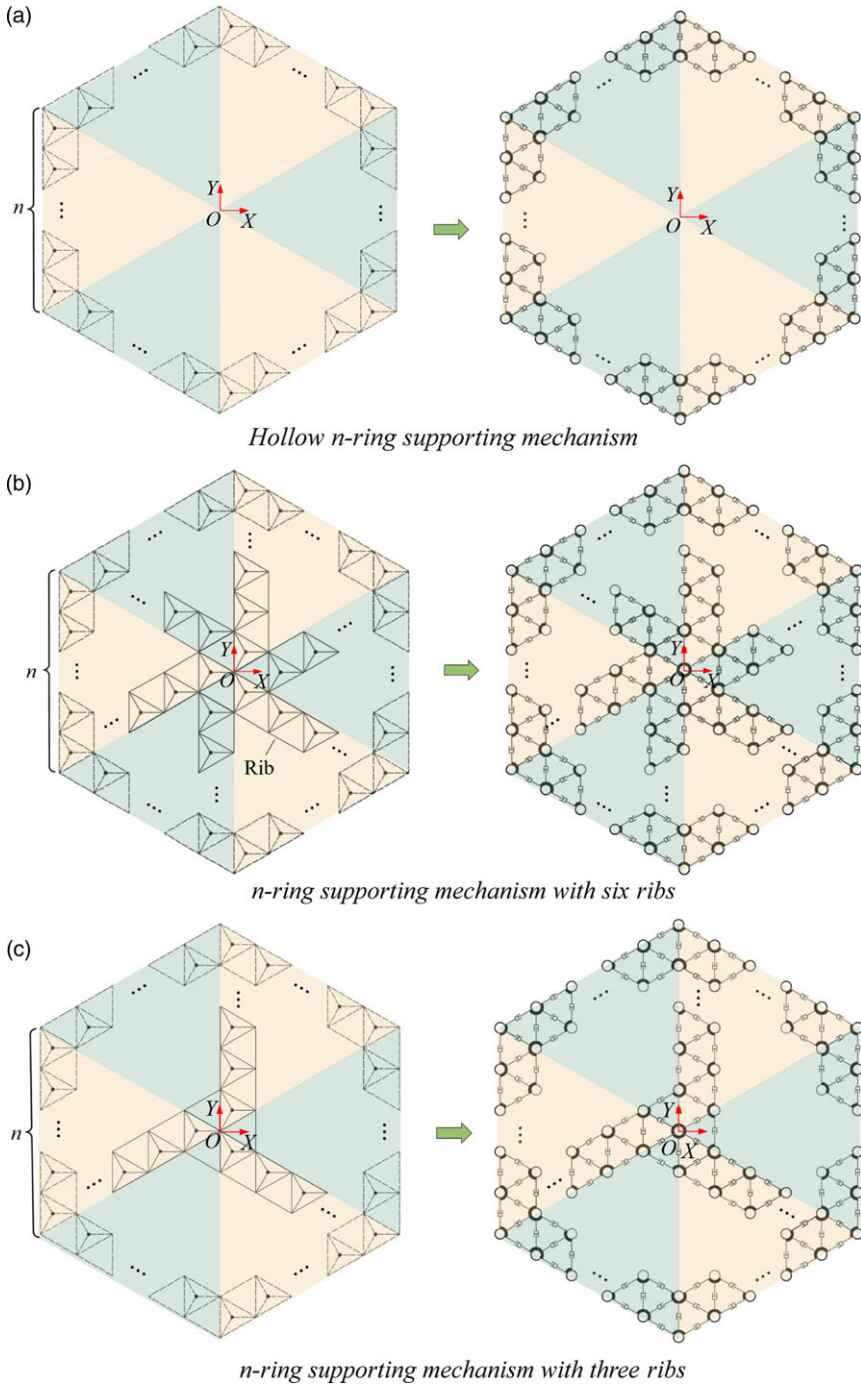 (a)
n
Y
O X
Y
O X
Hollow n-ring supporting mechanism
(b)
n
Y
O X
Rib
Y
O X
n-ring supporting mechanism with six ribs
(c)
n
Y
O X
Y
O X
n-ring supporting mechanism with three ribs